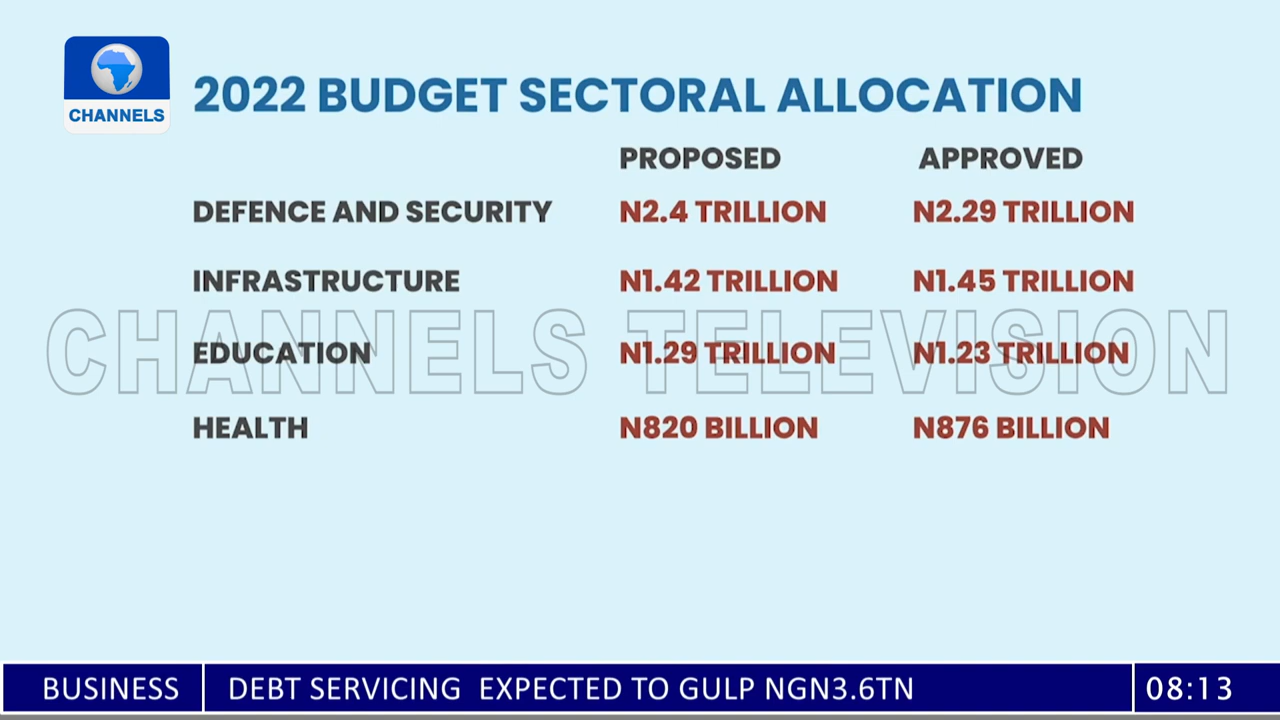 CHANNELS
2022 BUDGET SECTORAL ALLOCATION
PROPOSED APPROVED
DEFENCE AND SECURITY N2.4 TRILLION N2.29 TRILLION
INFRASTRUCTURE N1.42 TRILLION N1.45 TRILLION
CHANNELS TELEVISION
EDUCATION N1.29 TRILLION N1.23 TRILLION
HEALTH N820 BILLION N876 BILLION
BUSINESS DEBT SERVICING EXPECTED TO GULP NGN3.6TN 08:13